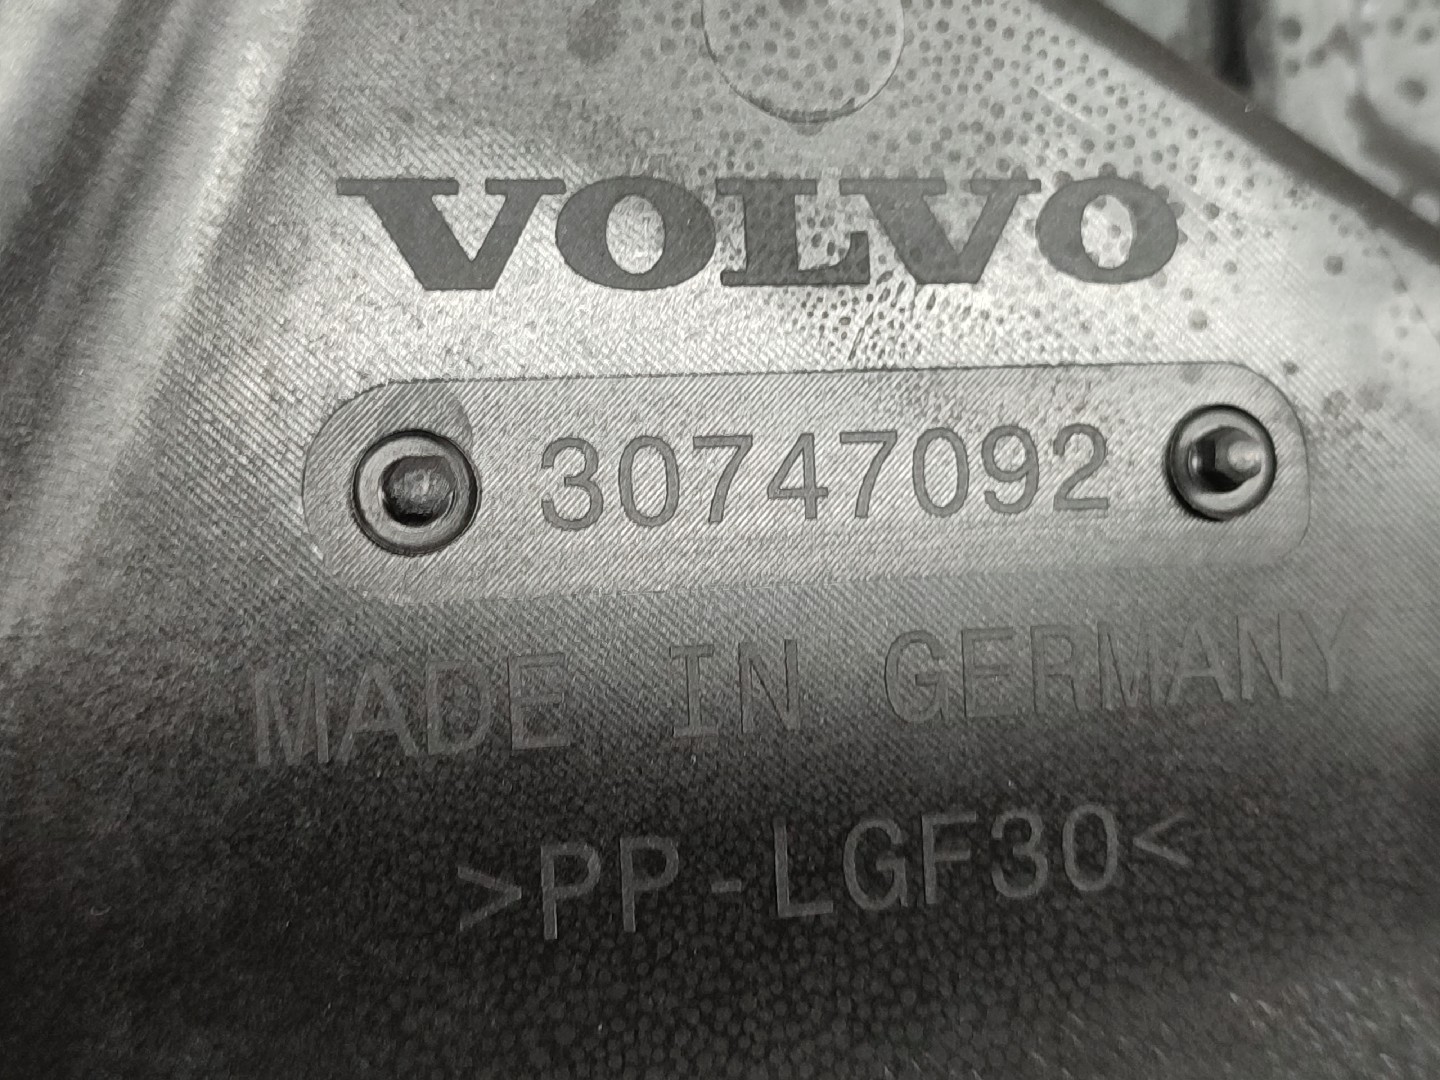 VOLVO
30747092
MADE IN GERMANY
>PP-LGF30<